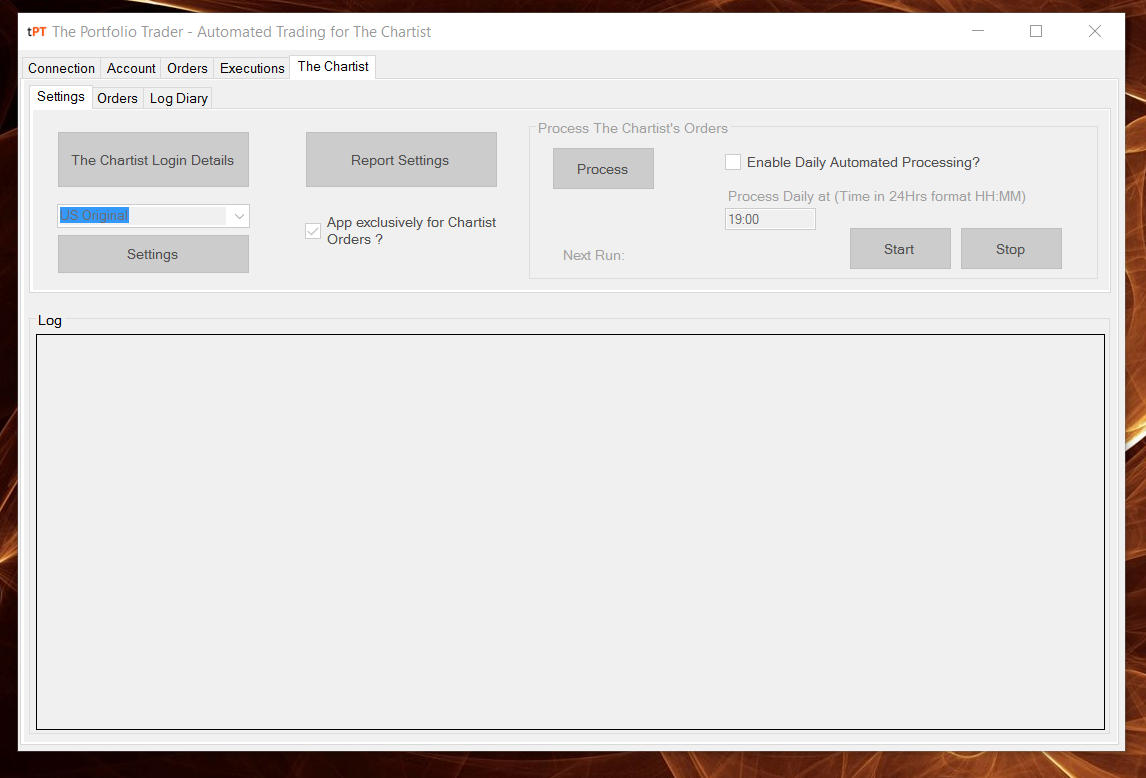 tPT The Portfolio Trader - Automated Trading for The Chartist
Connection Account Orders Executions The Chartist
Settings Orders Log Diary
The Chartist Login Details
Report Settings
US Original
App exclusively for Chartist
Orders ?
Settings
Process The Chartist's Orders
Process
Enable Daily Automated Processing?
Process Daily at (Time in 24Hrs format HH:MM)
19:00
Next Run:
Start
Stop
Log